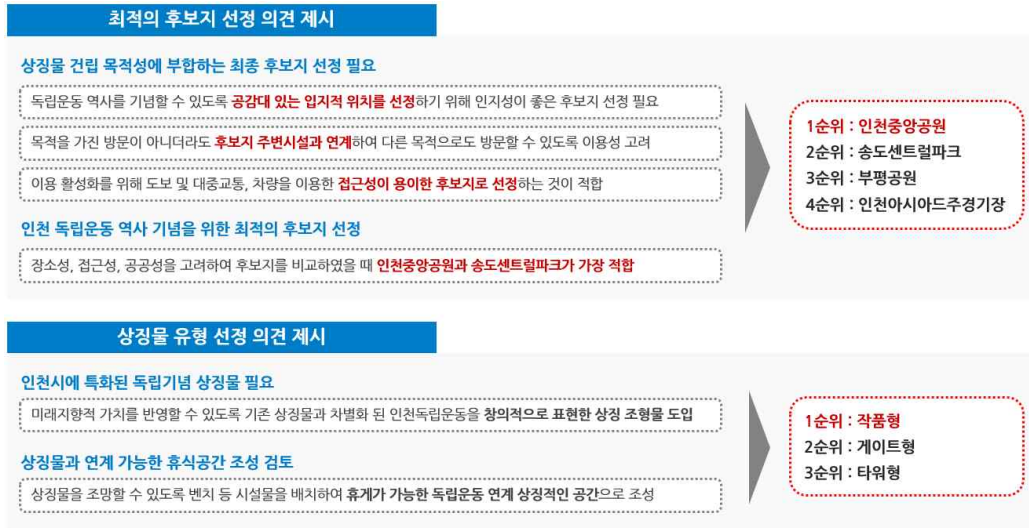 최적의 후보지 선정 의견 제시
상징물 건립 목적성에 부합하는 최종 후보지 선정 필요
독립운동 역사를 기념할 수 있도록 공감대 있는 입지적 위치를 선정하기 위해 인지성이 좋은 후보지 선정 필요
목적을 가진 방문이 아니더라도 후보지 주변시설과 연계하여 다른 목적으로도 방문할 수 있도록 이용성 고려
이용 활성화를 위해 도보 및 대중교통, 차량을 이용한 접근성이 용이한 후보지로 선정하는 것이 적합
인천 독립운동 역사 기념을 위한 최적의 후보지 선정
장소성, 접근성, 공공성을 고려하여 후보지를 비교하였을 때 인천중앙공원과 송도센트럴파크가 가장 적합
1순위 : 인천중앙공원
2순위 : 송도센트럴파크
3순위 : 부평공원
4순위 : 인천아시아드주경기장
상징물 유형 선정 의견 제시
인천시에 특화된 독립기념 상징물 필요
미래지향적 가치를 반영할 수 있도록 기존 상징물과 차별화 된 인천독립운동을 창의적으로 표현한 상징 조형물 도입
상징물과 연계 가능한 휴식공간 조성 검토
상징물을 조망할 수 있도록 벤치 등 시설물을 배치하여 휴게가 가능한 독립운동 연계 상징적인 공간으로 조성
1순위 : 작품형
2순위 : 게이트형
3순위 : 타워형